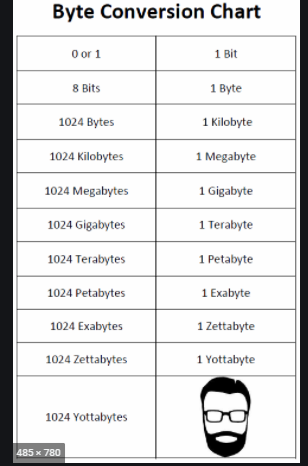 Byte Conversion Chart
0 or 1 1 Bit
8 Bits 1 Byte
1024 Bytes 1 Kilobyte
1024 Kilobytes 1 Megabyte
1024 Megabytes 1 Gigabyte
1024 Gigabytes 1 Terabyte
1024 Terabytes 1 Petabyte
1024 Petabytes 1 Exabyte
1024 Exabytes 1 Zettabyte
1024 Zettabytes 1 Yottabyte
1024 Yottabytes
485 × 780